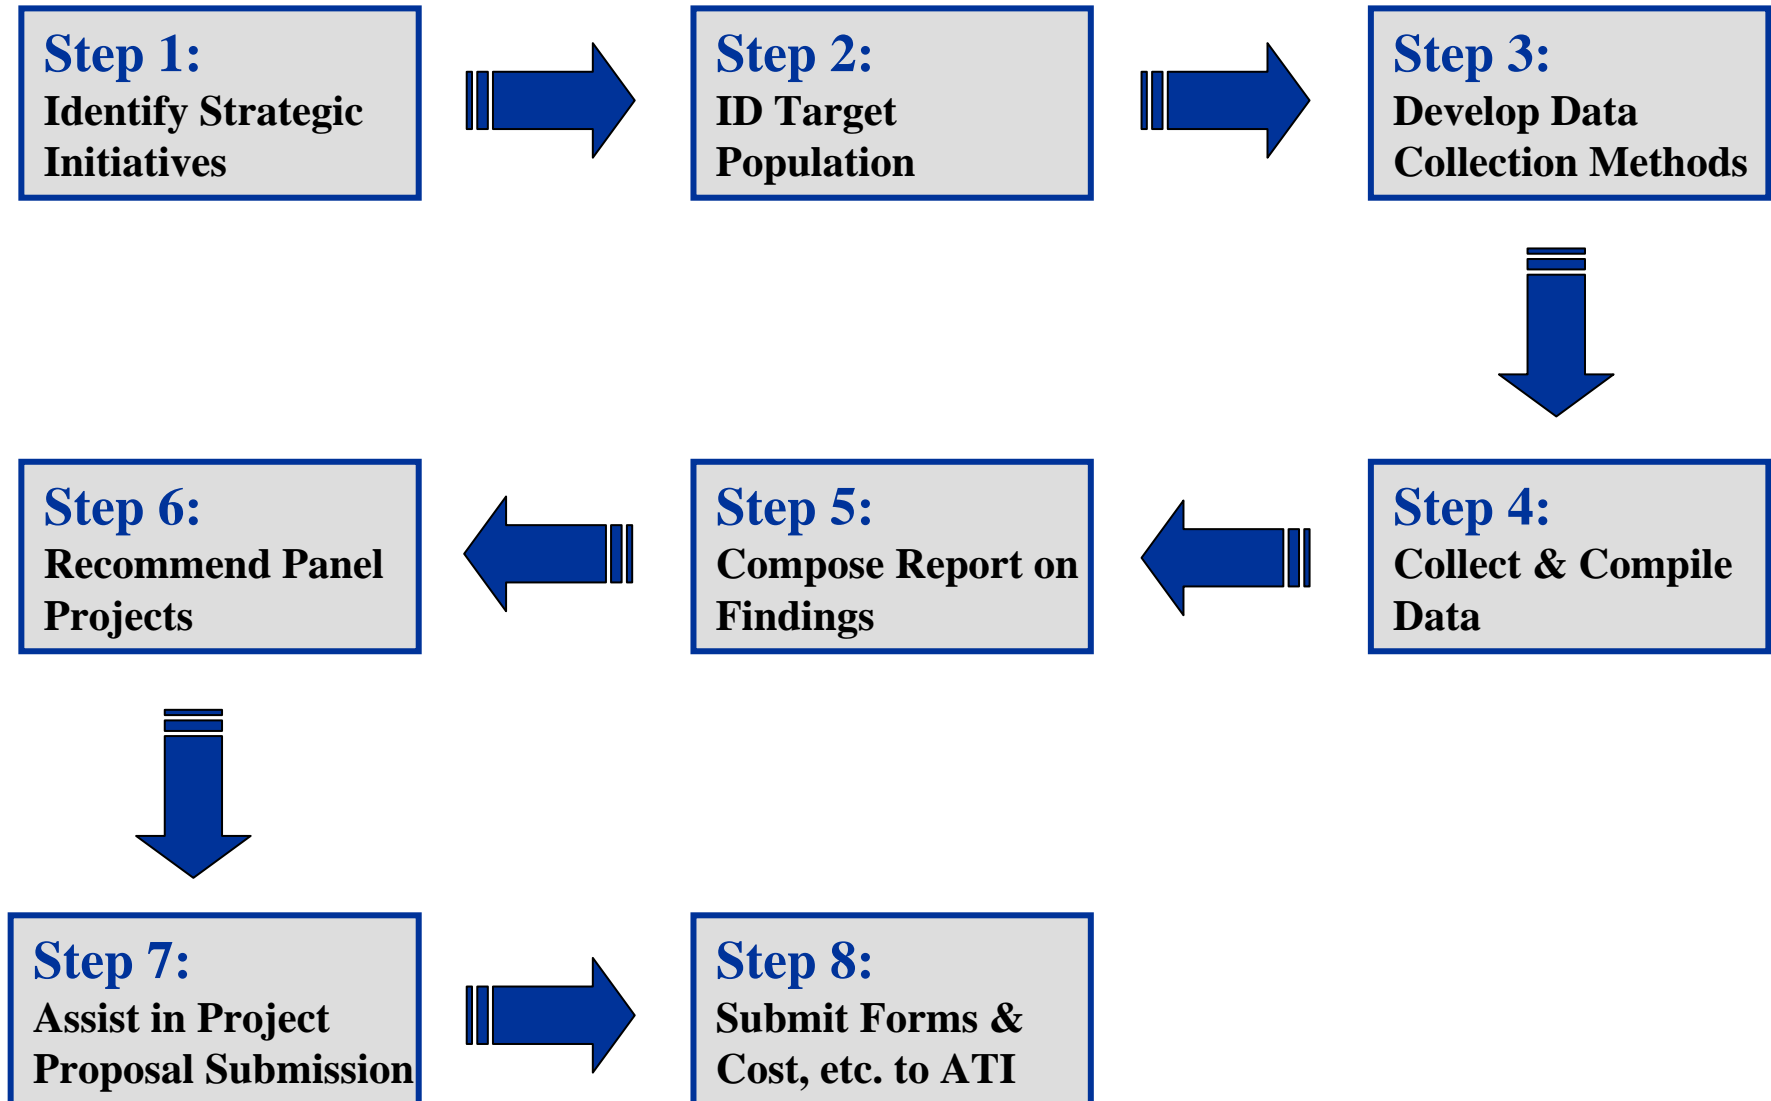 Step 1:
Identify Strategic
Initiatives
Step 2:
ID Target
Population
Step 3:
Develop Data
Collection Methods
Step 4:
Collect & Compile
Data
Step 5:
Compose Report on
Findings
Step 6:
Recommend Panel
Projects
Step 7:
Assist in Project
Proposal Submission
Step 8:
Submit Forms &
Cost, etc. to ATI